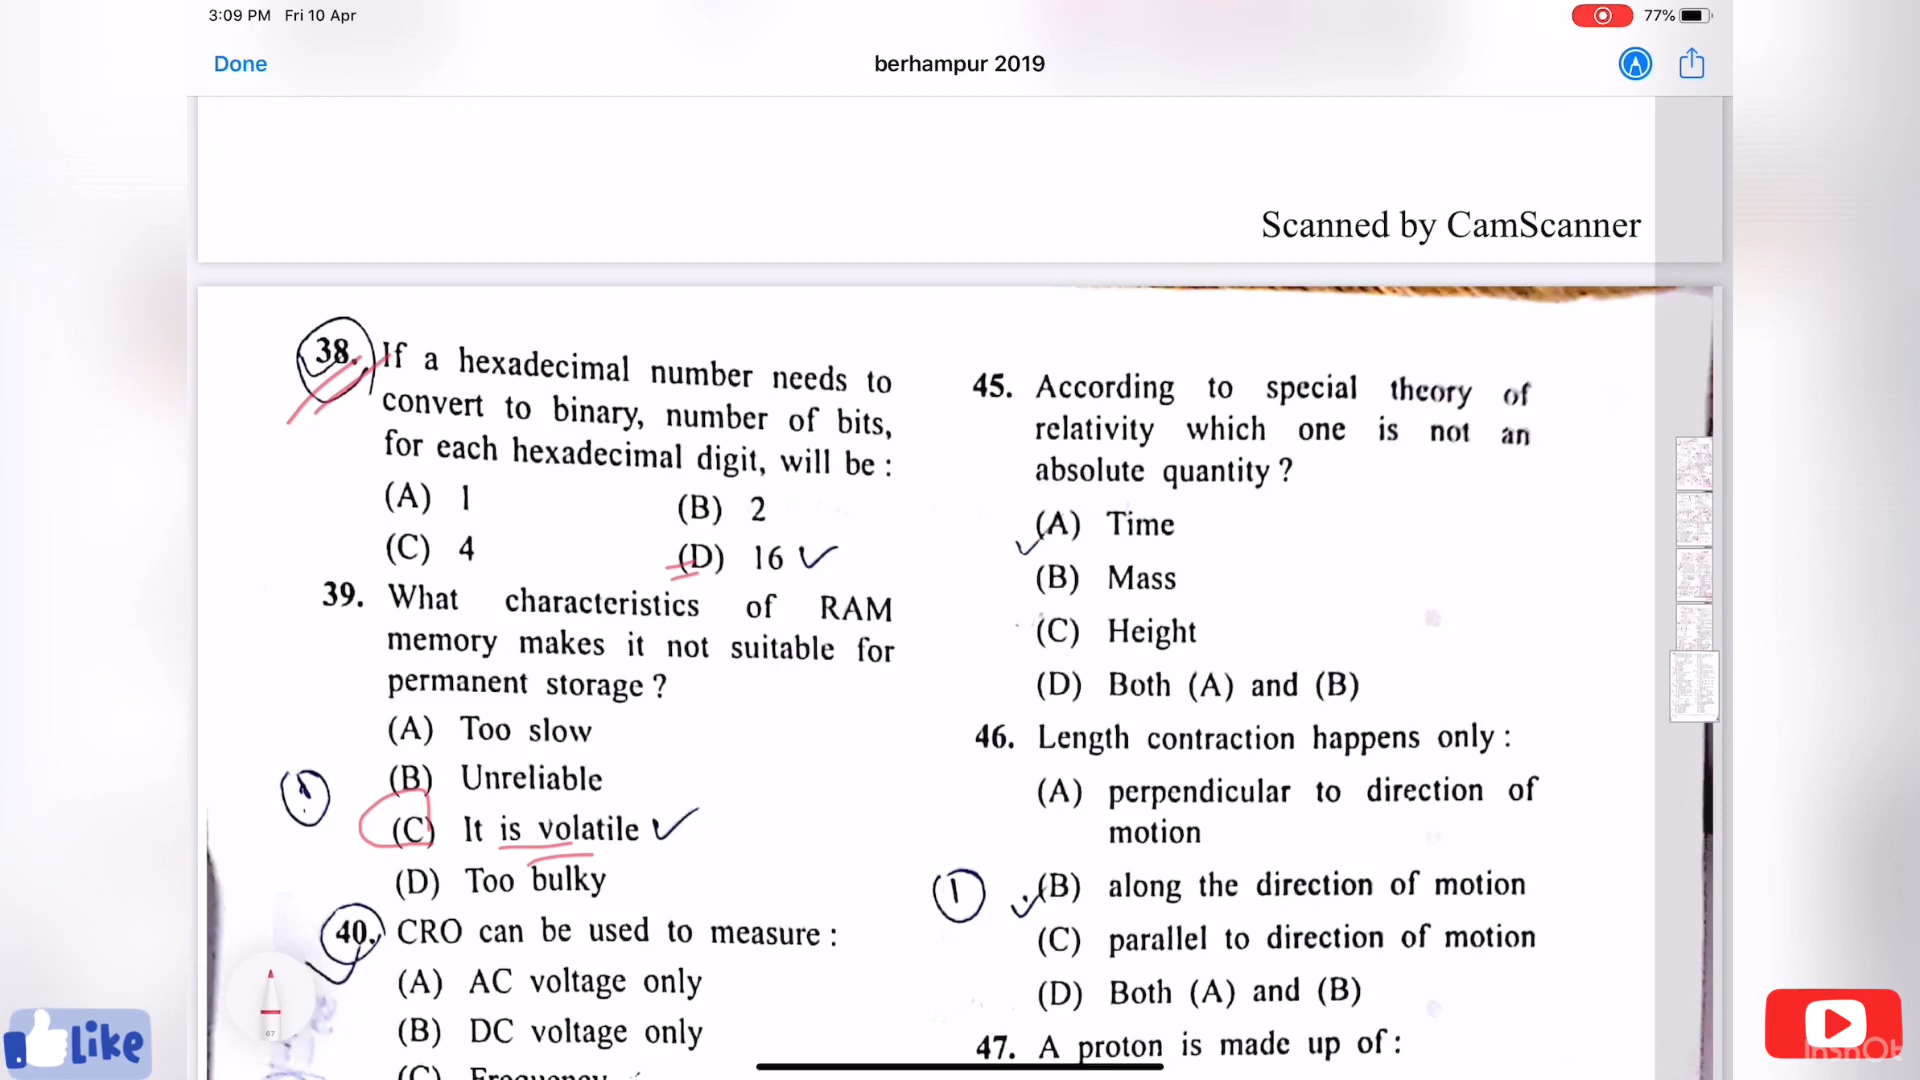 3:09 PM Fri 10 Apr
77%
Done
berhampur 2019
Scanned by CamScanner
38. If a hexadecimal number needs to
convert to binary, number of bits,
for each hexadecimal digit, will be :
(A) 1 (B) 2
(C) 4 (D) 16
39. What characteristics of RAM
memory makes it not suitable for
permanent storage ?
(A) Too slow
(B) Unreliable
(C) It is volatile
(D) Too bulky
40. CRO can be used to measure :
(A) AC voltage only
(B) DC voltage only
(C) Frequency
45. According to special theory of
relativity which one is not an
absolute quantity ?
(A) Time
(B) Mass
(C) Height
(D) Both (A) and (B)
46. Length contraction happens only :
(A) perpendicular to direction of
motion
1
(B) along the direction of motion
(C) parallel to direction of motion
(D) Both (A) and (B)
47. A proton is made up of :
67
Like
InShOt